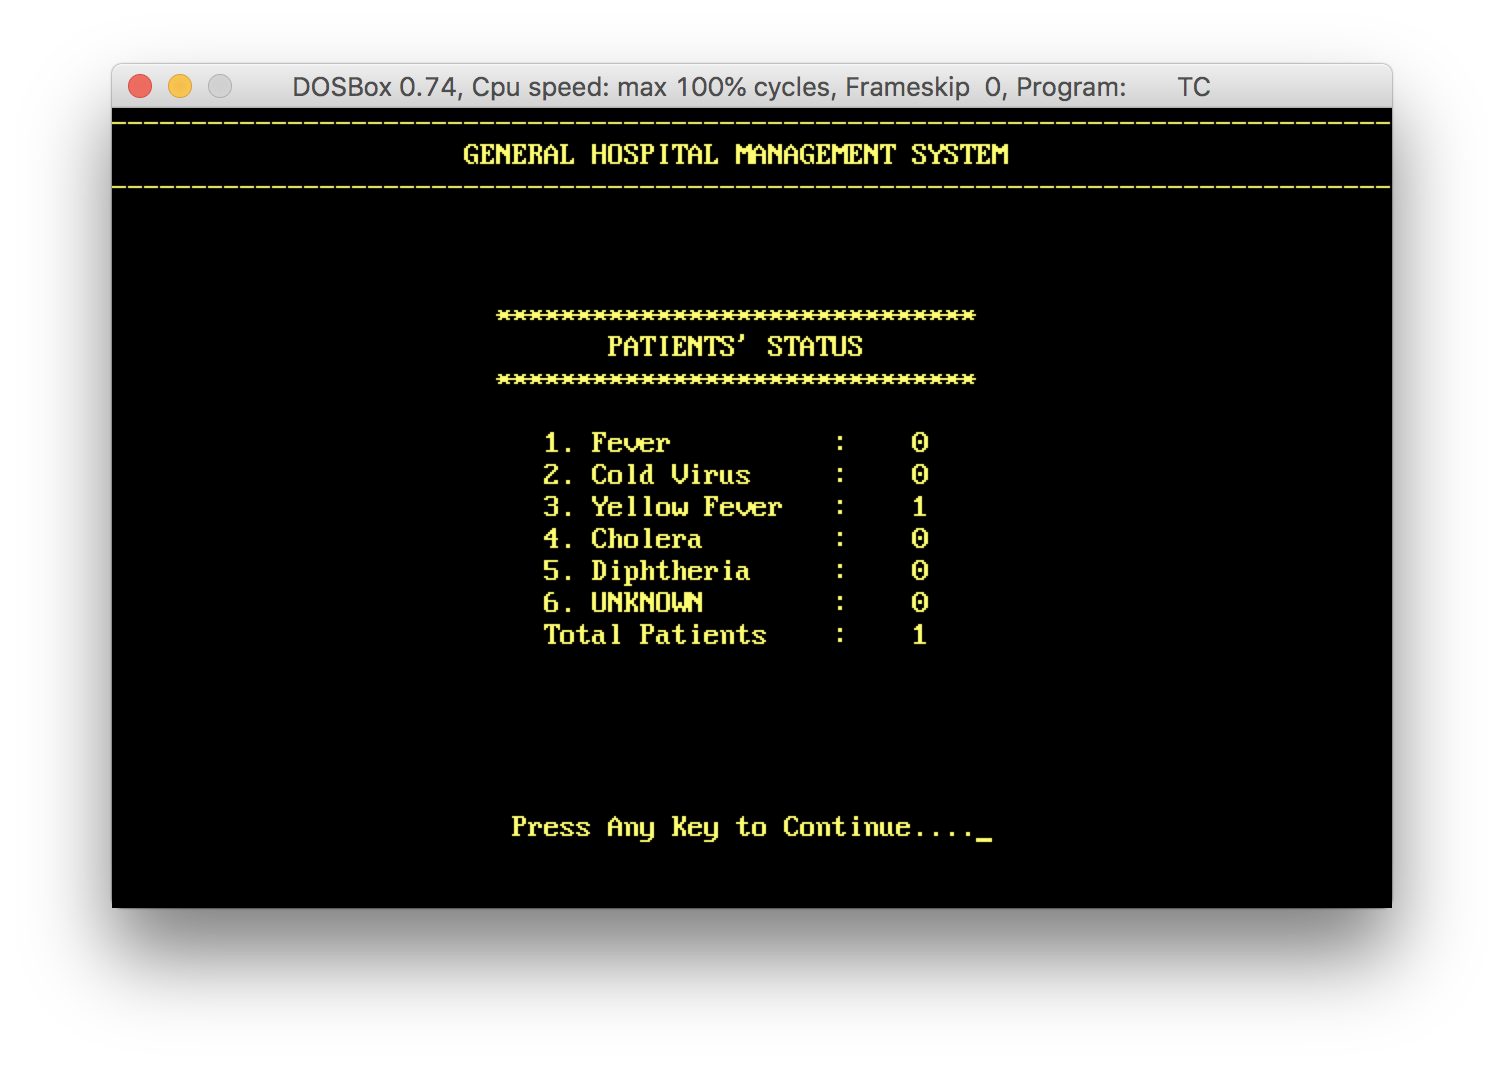 DOSBox 0.74, Cpu speed: max 100% cycles, Frameskip  0, Program:       TC
--------------------------------------------------------------------------------
GENERAL HOSPITAL MANAGEMENT SYSTEM
--------------------------------------------------------------------------------
******************************
PATIENTS' STATUS
******************************
1. Fever          :    0
2. Cold Virus     :    0
3. Yellow Fever   :    1
4. Cholera        :    0
5. Diphtheria     :    0
6. UNKNOWN        :    0
Total Patients    :    1
Press Any Key to Continue...._